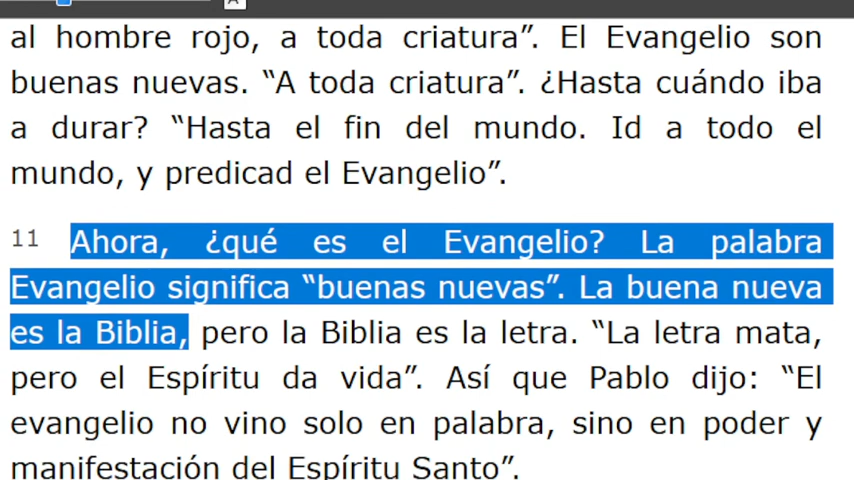 al hombre rojo, a toda criatura”. El Evangelio son
buenas nuevas. “A toda criatura”. ¿Hasta cuándo iba
a durar? “Hasta el fin del mundo. Id a todo el
mundo, y predicad el Evangelio”.
11 Ahora, ¿qué es el Evangelio? La palabra
Evangelio significa “buenas nuevas”. La buena nueva
es la Biblia, pero la Biblia es la letra. “La letra mata,
pero el Espíritu da vida”. Así que Pablo dijo: “El
evangelio no vino solo en palabra, sino en poder y
manifestación del Espíritu Santo”.